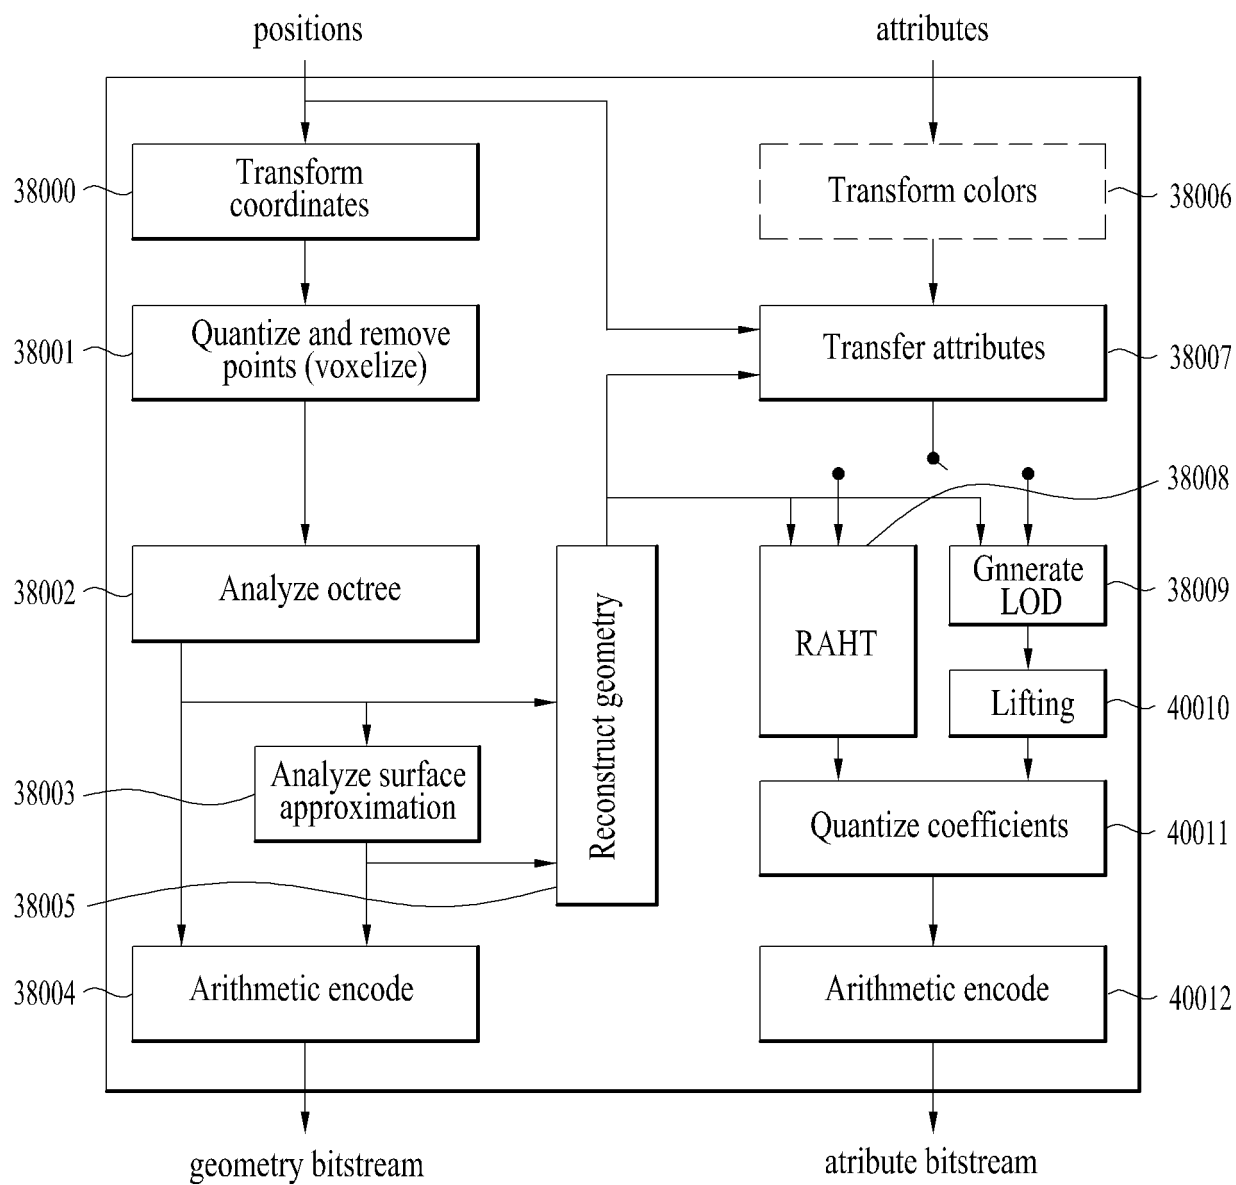 positions
attributes
Transform
coordinates
38000
Transform colors
38006
Quantize and remove
points (voxelize)
38001
Transfer attributes
38007
38008
Analyze octree
38002
Reconstruct geometry
RAHT
Gnnerate
LOD
38009
Lifting
40010
Analyze surface
approximation
38003
Quantize coefficients
40011
38005
Arithmetic encode
38004
Arithmetic encode
40012
geometry bitstream
atribute bitstream